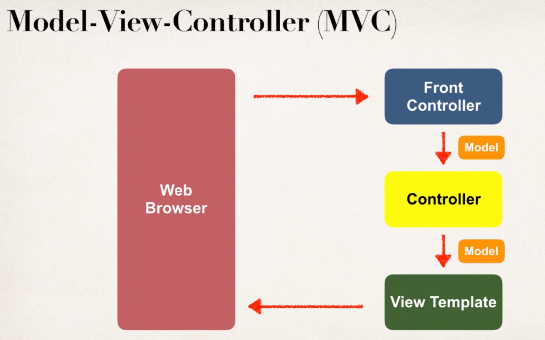 Model-View-Controller (MVC)
Front
Controller
Model
Web
Browser
Controller
Model
View Template